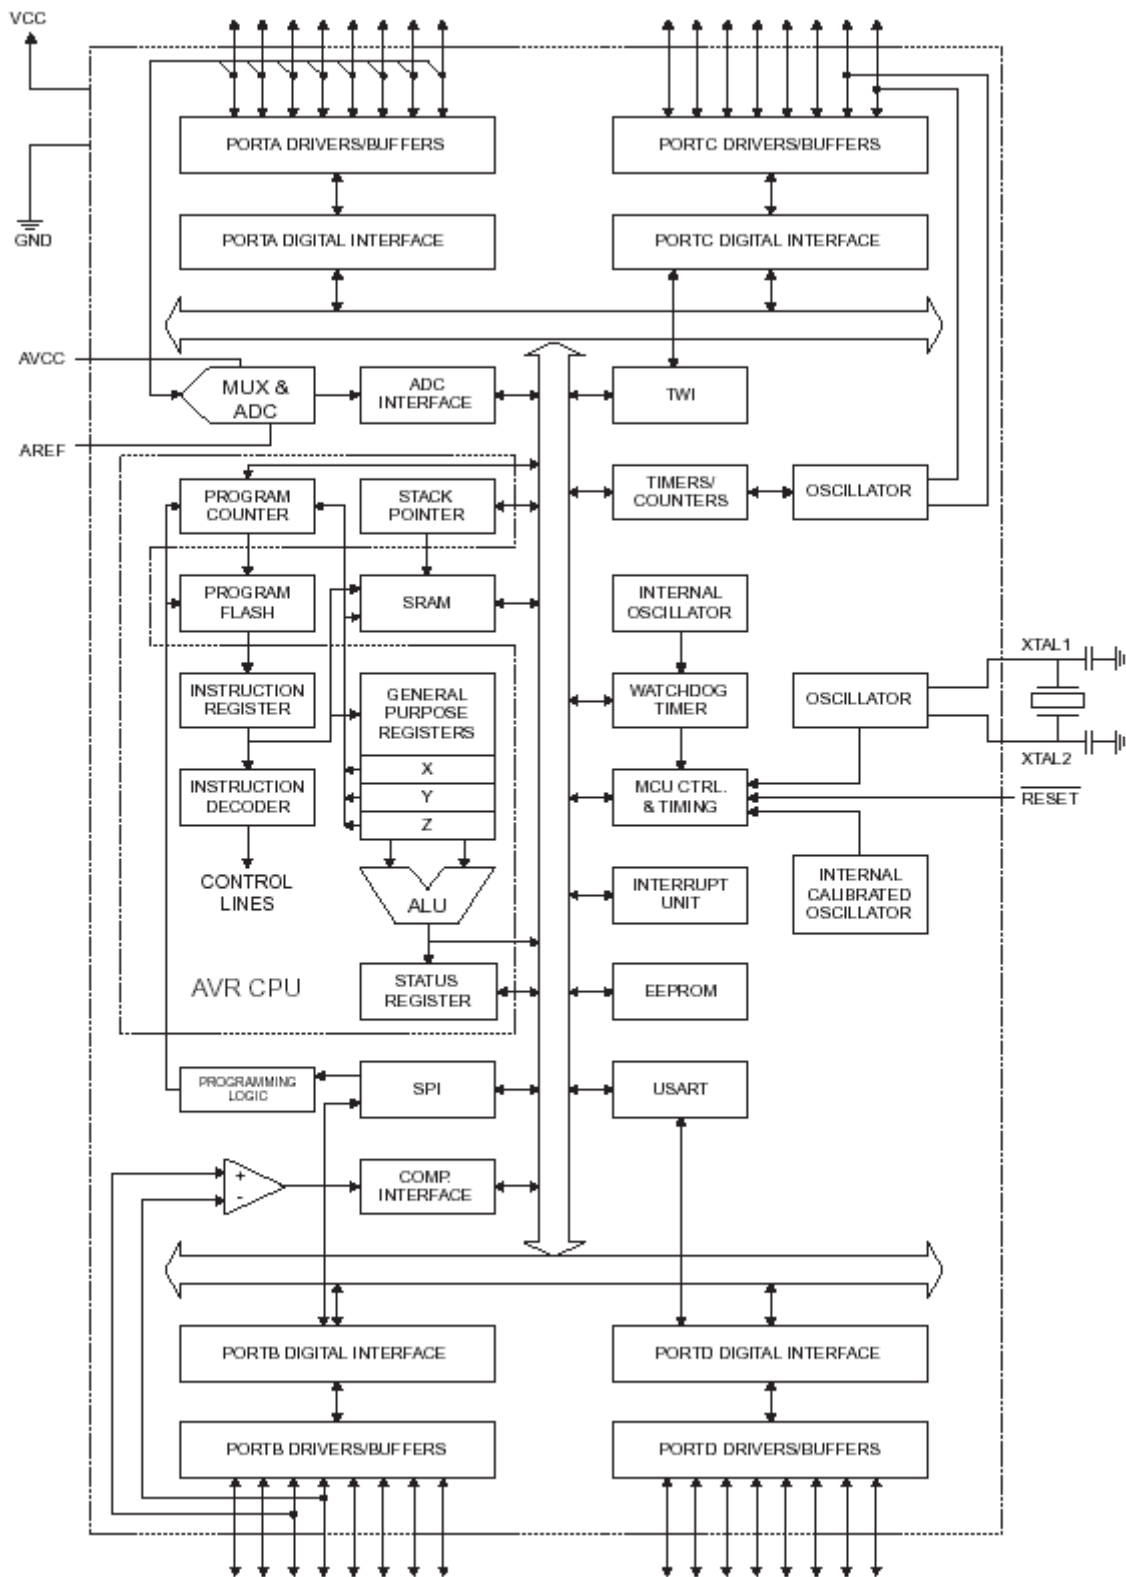 VCC
PORTA DRIVERS/BUFFERS
PORTC DRIVERS/BUFFERS
GND
PORTA DIGITAL INTERFACE
PORTC DIGITAL INTERFACE
AVCC
MUX &
ADC
ADC
INTERFACE
TWI
AREF
PROGRAM
COUNTER
STACK
POINTER
TIMERS/
COUNTERS
OSCILLATOR
PROGRAM
FLASH
SRAM
INTERNAL
OSCILLATOR
XTAL1
INSTRUCTION
REGISTER
GENERAL
PURPOSE
REGISTERS
WATCHDOG
TIMER
OSCILLATOR
XTAL2
X
INSTRUCTION
DECODER
Y
MCU CTRL.
& TIMING
RESET
Z
CONTROL
LINES
ALU
INTERRUPT
UNIT
INTERNAL
CALIBRATED
OSCILLATOR
AVR CPU
STATUS
REGISTER
EEPROM
PROGRAMMING
LOGIC
SPI
USART
+
-
COMP.
INTERFACE
PORTB DIGITAL INTERFACE
PORTD DIGITAL INTERFACE
PORTB DRIVERS/BUFFERS
PORTD DRIVERS/BUFFERS